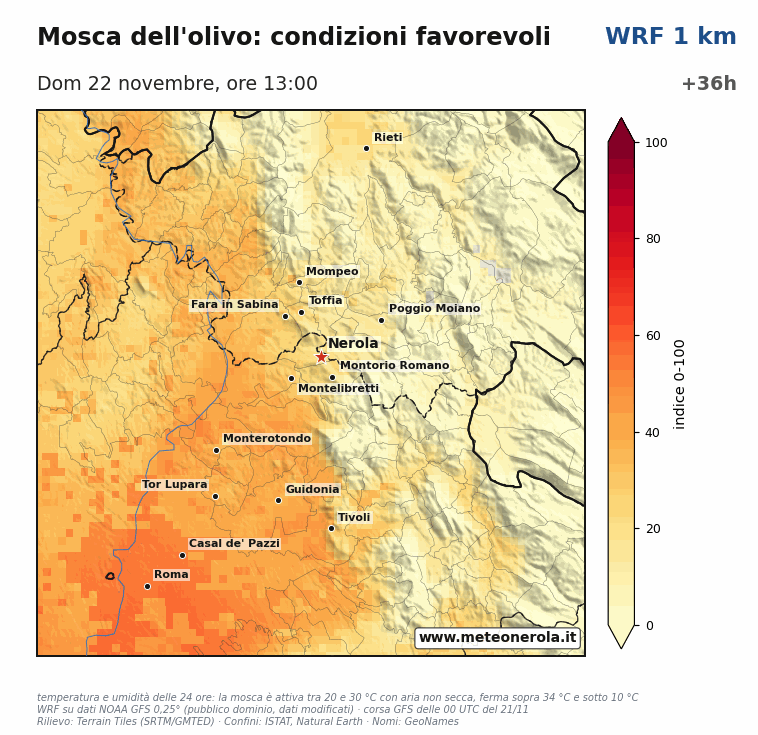 Mosca dell'olivo: condizioni favorevoli
WRF 1 km
Dom 22 novembre, ore 13:00
+36h
Rieti
Mompeo
Fara in Sabina
Toffia
Poggio Moiano
Nerola
Montorio Romano
Montelibretti
Monterotondo
Tor Lupara
Guidonia
Tivoli
Casal de' Pazzi
Roma
www.meteonerola.it
100
80
60
40
20
0
indice 0-100
temperatura e umidità delle 24 ore: la mosca è attiva tra 20 e 30 °C con aria non secca, ferma sopra 34 °C e sotto 10 °C
WRF su dati NOAA GFS 0,25° (pubblico dominio, dati modificati) · corsa GFS delle 00 UTC del 21/11
Rilievo: Terrain Tiles (SRTM/GMTED) · Confini: ISTAT, Natural Earth · Nomi: GeoNames